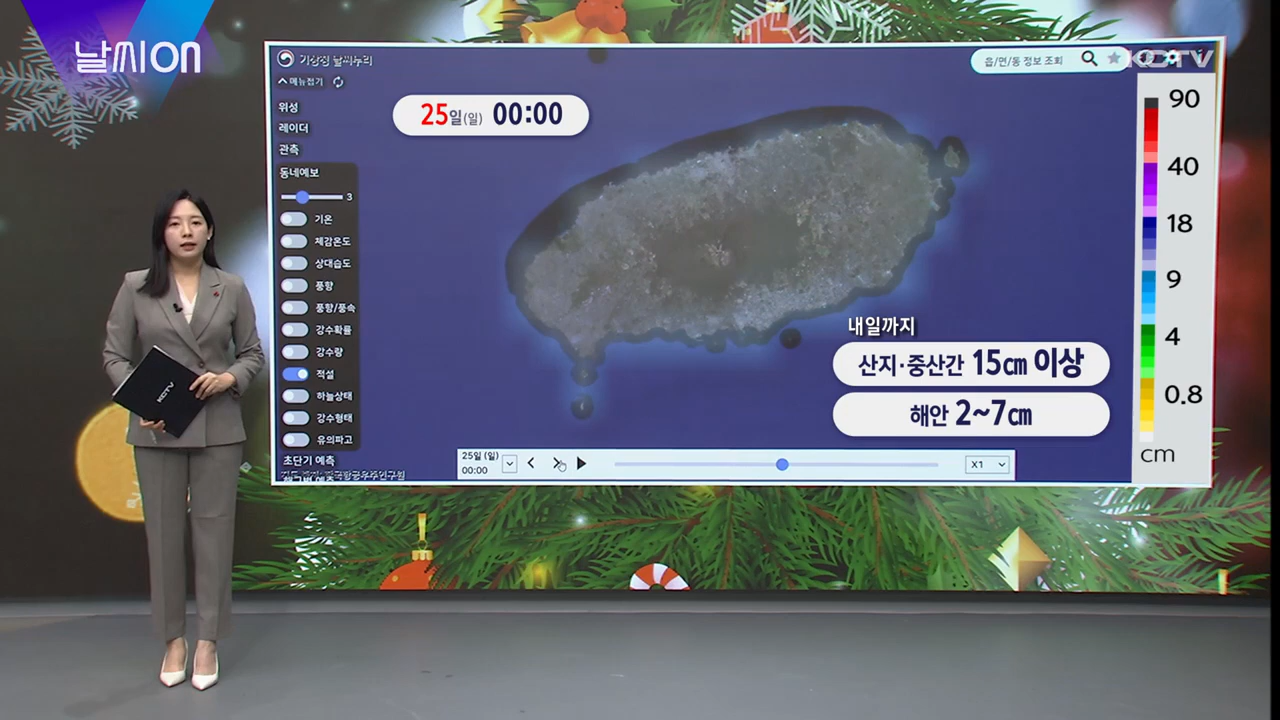 날씨ON
기상청 날씨누리
메뉴접기
읍/면/동 정보 조회
KCTV
25일(일) 00:00
위성
레이더
관측
동네예보
3
기온
체감온도
상대습도
풍향
풍향/풍속
강수확률
강수량
적설
하늘상태
강수형태
유의파고
초단기 예측
내일까지
산지·중산간 15cm 이상
해안 2~7cm
25일 (일)
00:00
X1
90
40
18
9
4
0.8
cm
KCTV